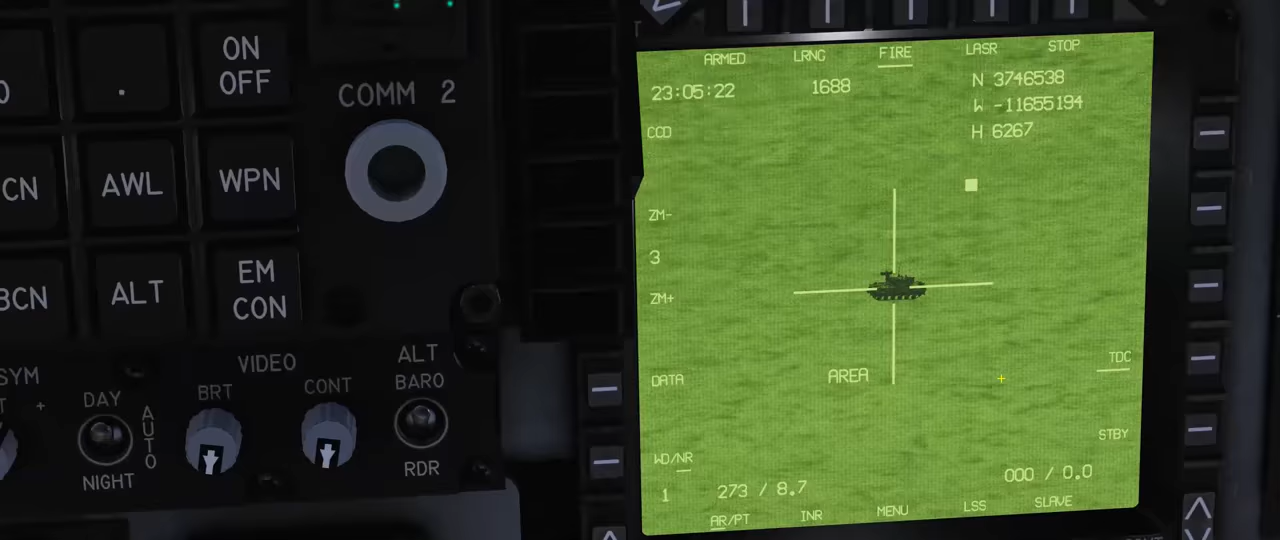 ON
OFF
.
CN
AWL
WPN
BCN
ALT
EM
CON
COMM 2
SYM
+
DAY
AUTO
NIGHT
VIDEO
BRT
CONT
ALT
BARO
RDR
ARMED LRNG FIRE LASR STOP
23:05:22 1688 N 3746538
W -11655194
CCD H 6267
ZM-
3
ZM+
TDC
DATA AREA
STBY
WD/NR
1 273 / 8.7 000 / 0.0
AR/PT INR MENU LSS SLAVE